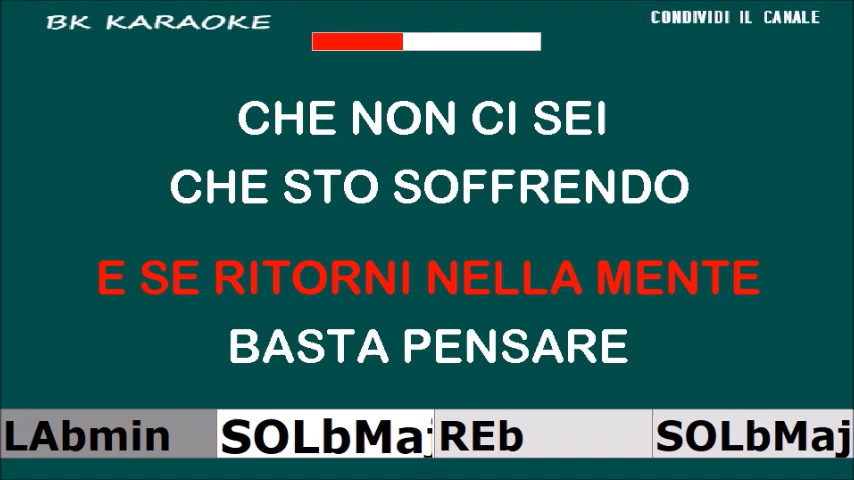 BK KARAOKE
CONDIVIDI IL CANALE
CHE NON CI SEI
CHE STO SOFFRENDO
E SE RITORNI NELLA MENTE
BASTA PENSARE
LAbmin SOLbMaj REb SOLbMaj